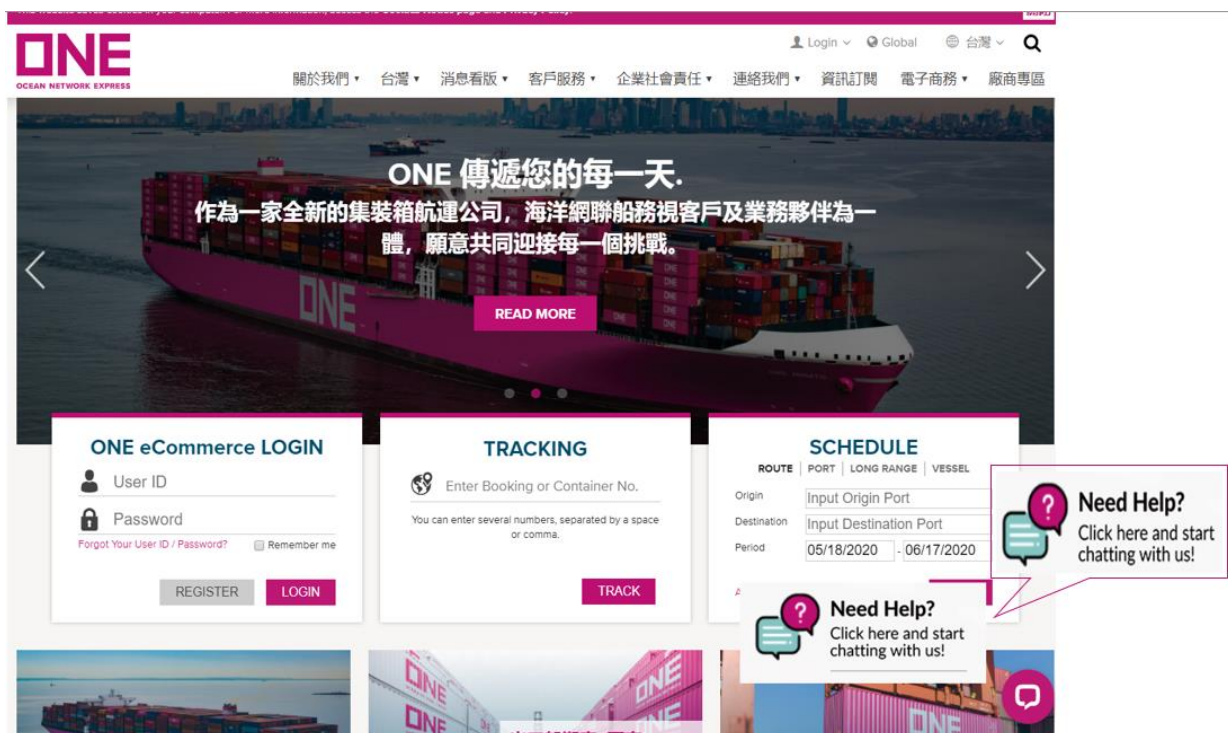 ONE
OCEAN NETWORK EXPRESS
Login
Global
台灣
關於我們
台灣
消息看版
客戶服務
企業社會責任
連絡我們
資訊訂閱
電子商務
廠商專區
ONE 傳遞您的每一天.
作為一家全新的集裝箱航運公司，海洋網聯船務視客戶及業務夥伴為一
體，願意共同迎接每一個挑戰。
ONE
READ MORE
ONE eCommerce LOGIN
User ID
Password
Forgot Your User ID / Password?
Remember me
REGISTER
LOGIN
TRACKING
Enter Booking or Container No.
You can enter several numbers, separated by a space
or comma.
TRACK
SCHEDULE
ROUTE | PORT | LONG RANGE | VESSEL
Origin
Input Origin Port
Destination
Input Destination Port
Period
05/18/2020 - 06/17/2020
Need Help?
Click here and start
chatting with us!
Need Help?
Click here and start
chatting with us!
ONE
ONE
ONE
ONE
ONE